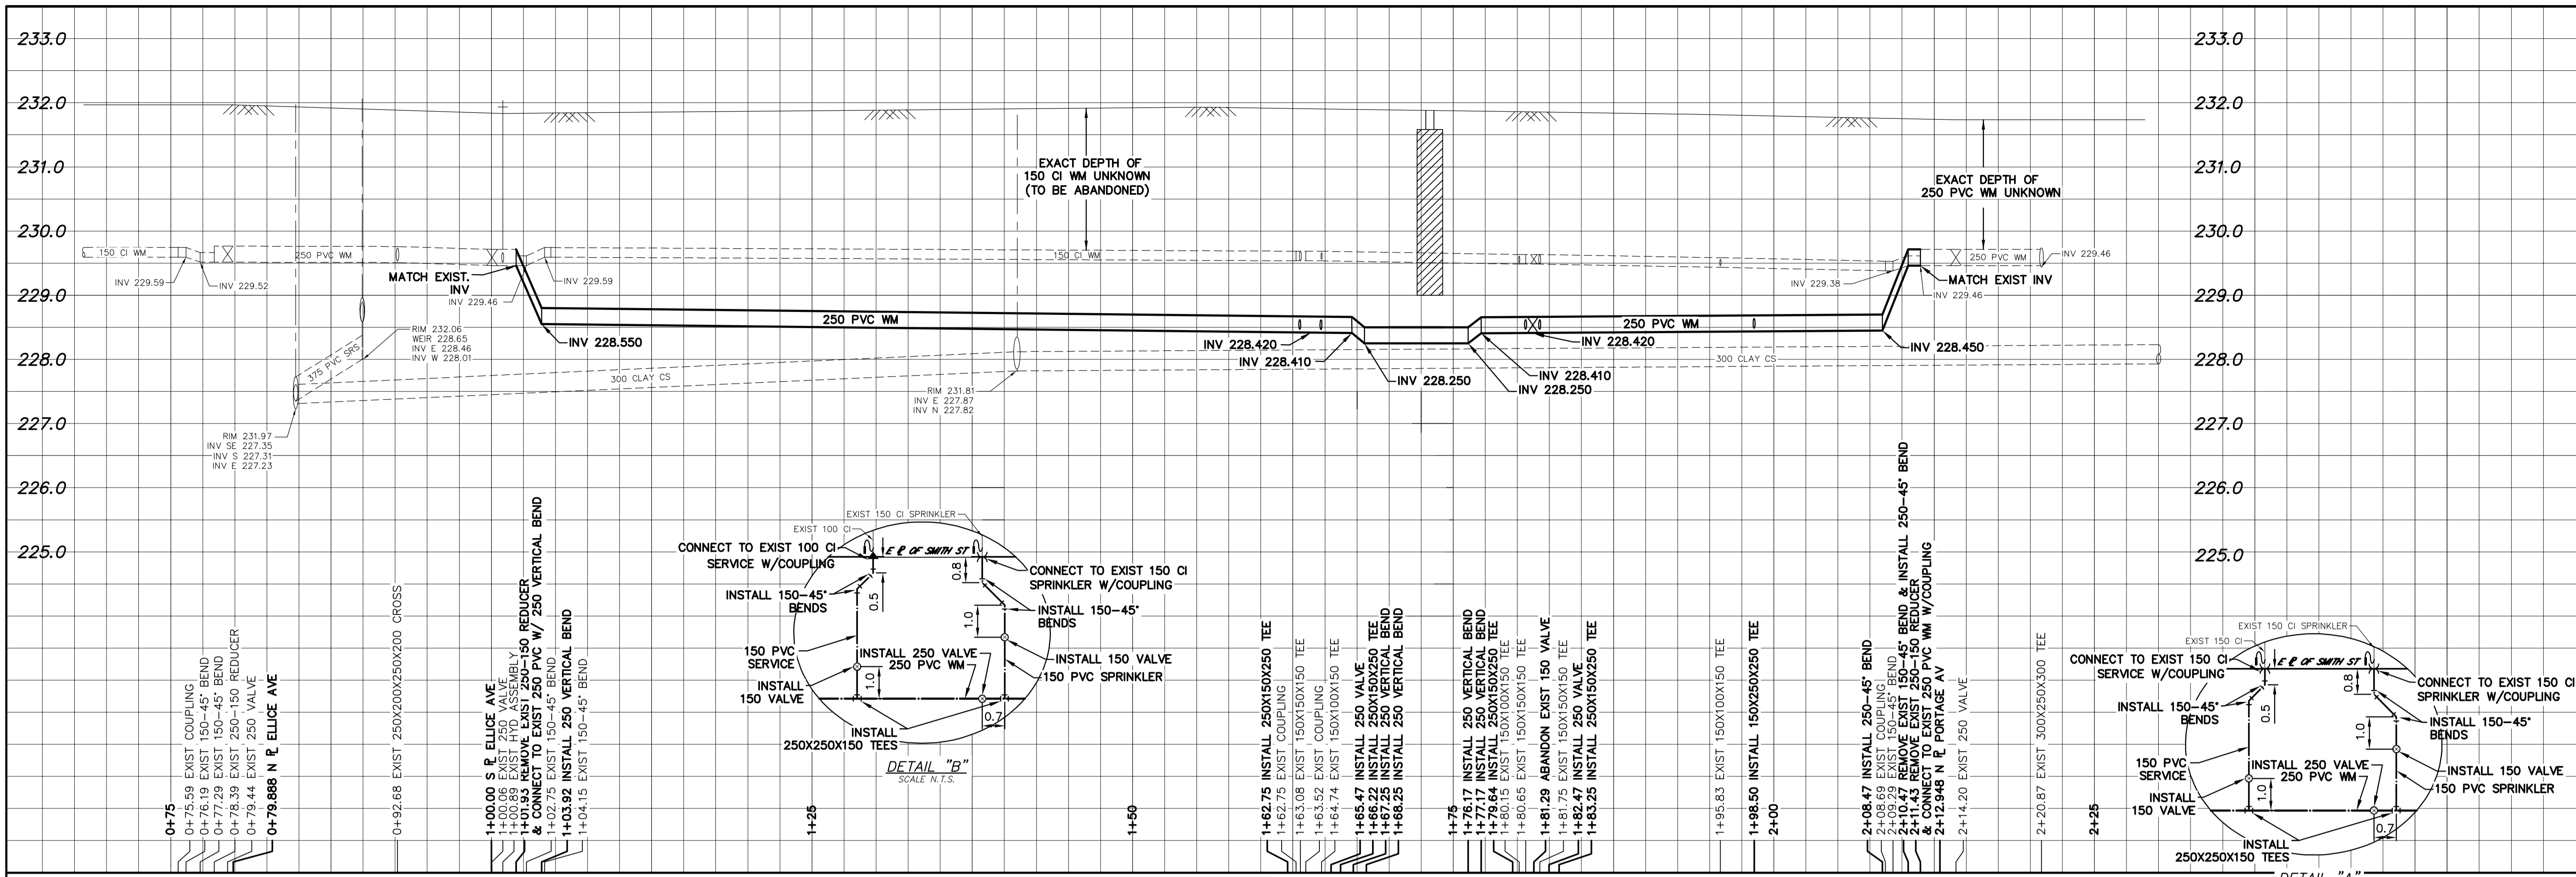 233.0
232.0
231.0
230.0
229.0
228.0
227.0
226.0
225.0
233.0
232.0
231.0
230.0
229.0
228.0
227.0
226.0
225.0
150 CI WM
250 PVC WM
INV 229.59
INV 229.52
MATCH EXIST.
INV
INV 229.46
INV 229.59
INV 228.550
250 PVC WM
EXACT DEPTH OF
150 CI WM UNKNOWN
(TO BE ABANDONED)
150 CI WM
375 PVC SRS
RIM 232.06
WEIR 228.65
INV E 228.46
INV W 228.01
300 CLAY CS
RIM 231.97
INV SE 227.35
INV S 227.31
INV E 227.23
RIM 231.81
INV E 227.87
INV N 227.82
INV 228.420
INV 228.410
INV 228.250
INV 228.420
INV 228.410
INV 228.250
250 PVC WM
300 CLAY CS
INV 229.38
EXACT DEPTH OF
250 PVC WM UNKNOWN
250 PVC WM
INV 229.46
MATCH EXIST INV
INV 229.46
INV 228.450
0+75
0+75.59 EXIST COUPLING
0+76.19 EXIST 150-45° BEND
0+77.29 EXIST 150-45° BEND
0+78.39 EXIST 250-150 REDUCER
0+79.44 EXIST 250 VALVE
0+79.888 N ⅊ ELLICE AVE
0+92.68 EXIST 250X200X250X200 CROSS
1+00.00 S ⅊ ELLICE AVE
1+00.06 EXIST 250 VALVE
1+00.89 EXIST HYD ASSEMBLY
1+01.93 REMOVE EXIST 250-150 REDUCER
& CONNECT TO EXIST 250 PVC W/ 250 VERTICAL BEND
1+02.75 EXIST 150-45° BEND
1+03.92 INSTALL 250 VERTICAL BEND
1+04.15 EXIST 150-45° BEND
1+25
1+50
1+62.75 INSTALL 250X150X250 TEE
1+62.75 EXIST COUPLING
1+63.08 EXIST 150X150X150 TEE
1+63.52 EXIST COUPLING
1+64.74 EXIST 150X100X150 TEE
1+65.47 INSTALL 250 VALVE
1+66.22 INSTALL 250X150X250 TEE
1+67.25 INSTALL 250 VERTICAL BEND
1+68.25 INSTALL 250 VERTICAL BEND
1+75
1+76.17 INSTALL 250 VERTICAL BEND
1+77.17 INSTALL 250 VERTICAL BEND
1+79.64 INSTALL 250X150X250 TEE
1+80.15 EXIST 150X100X150 TEE
1+80.65 EXIST 150X150X150 TEE
1+81.29 ABANDON EXIST 150 VALVE
1+81.75 EXIST 150X150X150 TEE
1+82.47 INSTALL 250 VALVE
1+83.25 INSTALL 250X150X250 TEE
1+95.83 EXIST 150X100X150 TEE
1+98.50 INSTALL 150X250X250 TEE
2+00
2+08.47 INSTALL 250-45° BEND
2+08.69 EXIST COUPLING
2+09.29 EXIST 150-45° BEND
2+10.47 REMOVE EXIST 150-45° BEND & INSTALL 250-45° BEND
2+11.43 REMOVE EXIST 250-150 REDUCER
& CONNECT TO EXIST 250 PVC WM W/COUPLING
2+12.948 N ⅊ PORTAGE AV
2+14.20 EXIST 250 VALVE
2+20.87 EXIST 300X250X300 TEE
2+25
EXIST 150 CI SPRINKLER
EXIST 100 CI
CONNECT TO EXIST 100 CI
SERVICE W/COUPLING
E ⅊ OF SMITH ST
CONNECT TO EXIST 150 CI
SPRINKLER W/COUPLING
0.8
0.5
INSTALL 150-45°
BENDS
INSTALL 150-45°
BENDS
1.0
150 PVC
SERVICE
INSTALL 250 VALVE
250 PVC WM
INSTALL 150 VALVE
150 PVC SPRINKLER
INSTALL
150 VALVE
1.0
0.7
INSTALL
250X250X150 TEES
DETAIL "B"
SCALE N.T.S.
EXIST 150 CI SPRINKLER
EXIST 150 CI
CONNECT TO EXIST 150 CI
SERVICE W/COUPLING
E ⅊ OF SMITH ST
CONNECT TO EXIST 150 CI
SPRINKLER W/COUPLING
0.8
0.5
INSTALL 150-45°
BENDS
INSTALL 150-45°
BENDS
1.0
150 PVC
SERVICE
INSTALL 250 VALVE
250 PVC WM
INSTALL 150 VALVE
150 PVC SPRINKLER
INSTALL
150 VALVE
1.0
0.7
INSTALL
250X250X150 TEES
DETAIL "A"